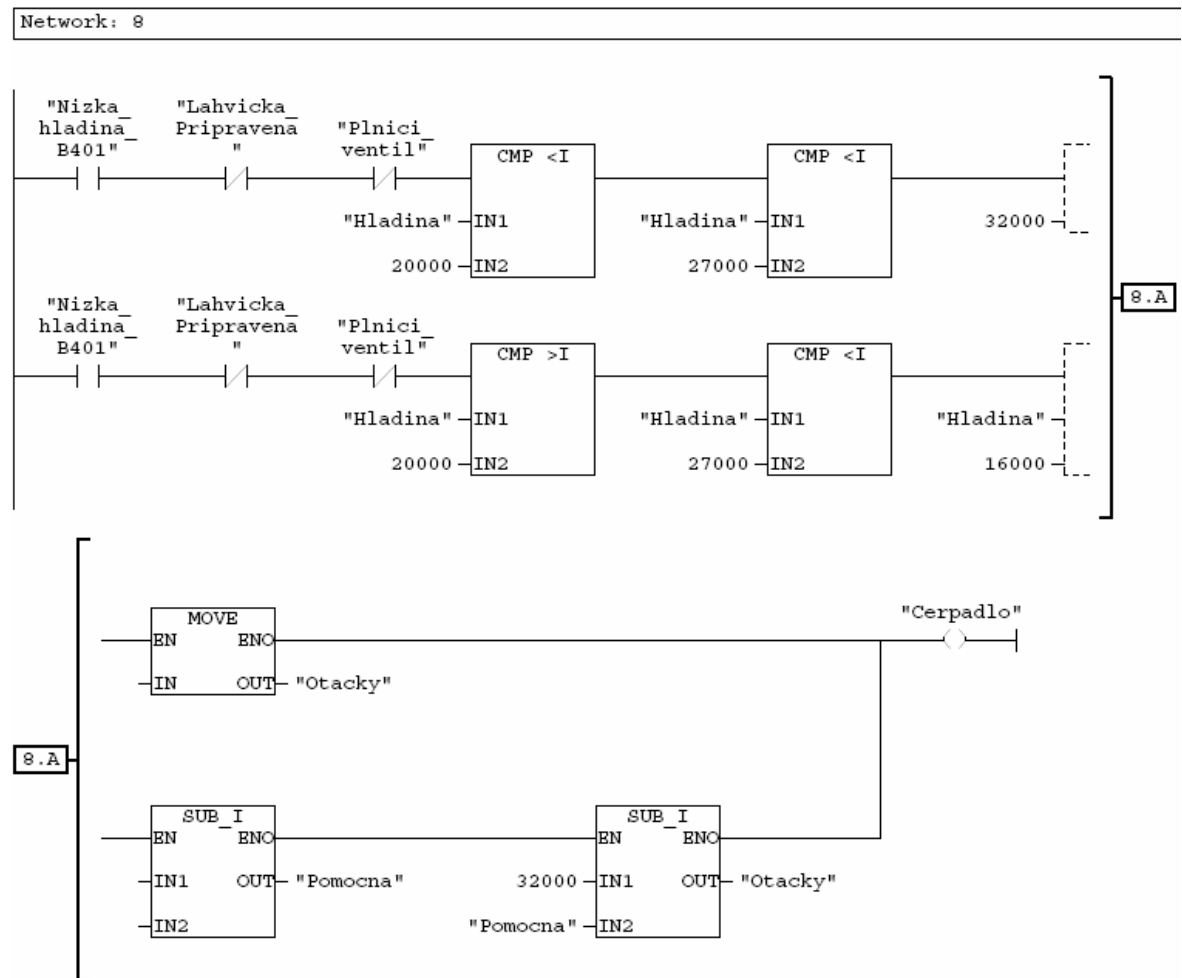 Network: 8
"Nizka_
hladina_
B401"
"Lahvicka_
Pripravena
"
"Plnici_
ventil"
CMP <I
CMP <I
"Hladina"
IN1
"Hladina"
IN1
32000
20000
IN2
27000
IN2
8.A
"Nizka_
hladina_
B401"
"Lahvicka_
Pripravena
"
"Plnici_
ventil"
CMP >I
CMP <I
"Hladina"
IN1
"Hladina"
IN1
"Hladina"
20000
IN2
27000
IN2
16000
MOVE
"Cerpadlo"
EN
ENO
IN
OUT
"Otacky"
8.A
SUB_I
SUB_I
EN
ENO
EN
ENO
IN1
OUT
"Pomocna"
32000
IN1
OUT
"Otacky"
IN2
"Pomocna"
IN2